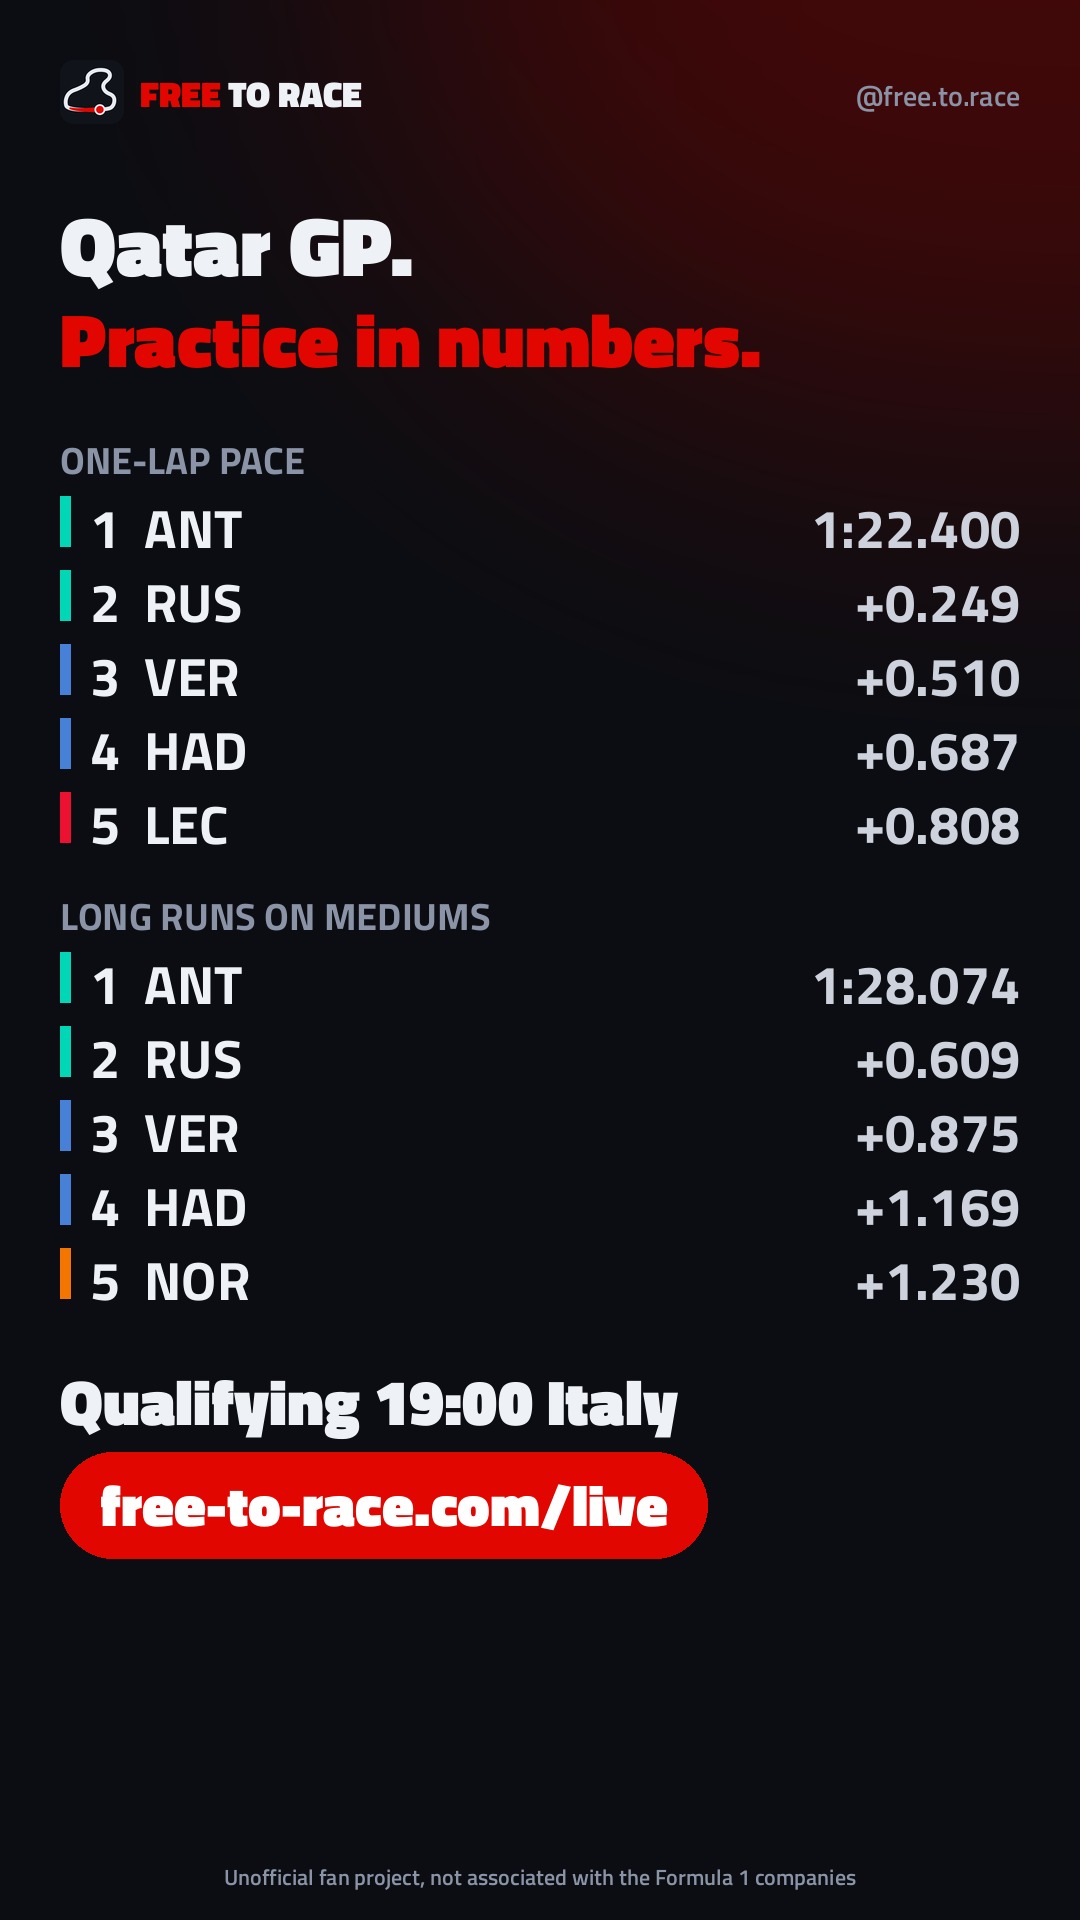 FREE TO RACE
@free.to.race
Qatar GP.
Practice in numbers.
ONE-LAP PACE
1 ANT 1:22.400
2 RUS +0.249
3 VER +0.510
4 HAD +0.687
5 LEC +0.808
LONG RUNS ON MEDIUMS
1 ANT 1:28.074
2 RUS +0.609
3 VER +0.875
4 HAD +1.169
5 NOR +1.230
Qualifying 19:00 Italy
free-to-race.com/live
Unofficial fan project, not associated with the Formula 1 companies